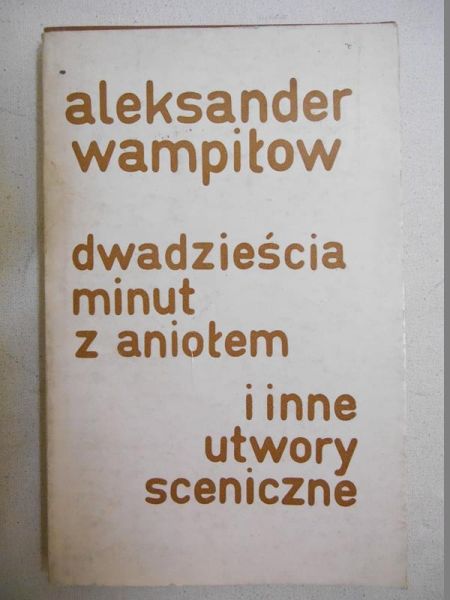 aleksander
wampiłow
dwadzieścia
minut
z aniołem
i inne
utwory
sceniczne